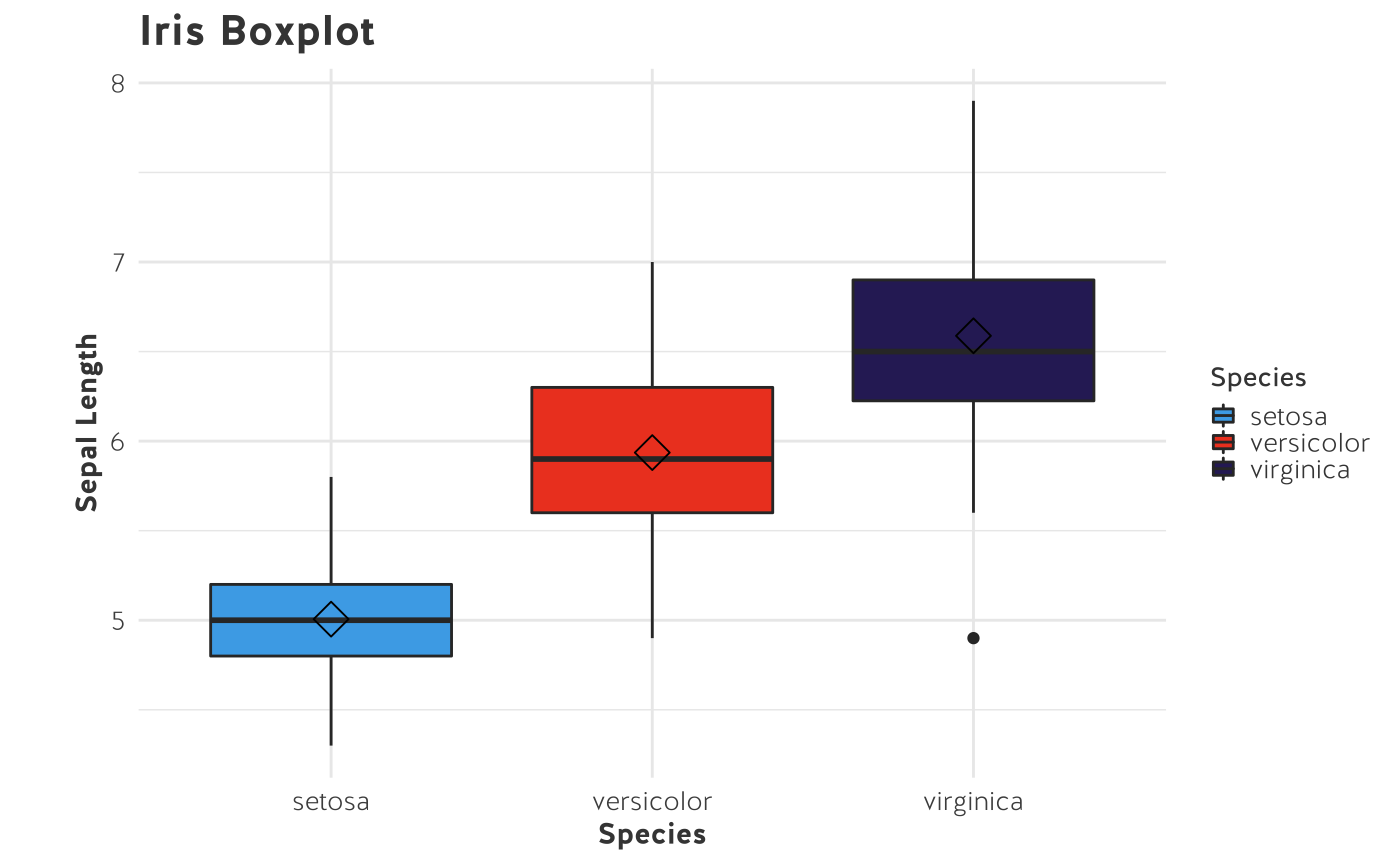 Iris Boxplot
8
7
6
5
Sepal Length
setosa
versicolor
virginica
Species
Species
setosa
versicolor
virginica